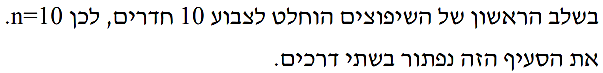 בשלב הראשון של השיפוצים הוחלט לצבוע 10 חדרים, לכן n=10.
את הסעיף הזה נפתור בשתי דרכים.